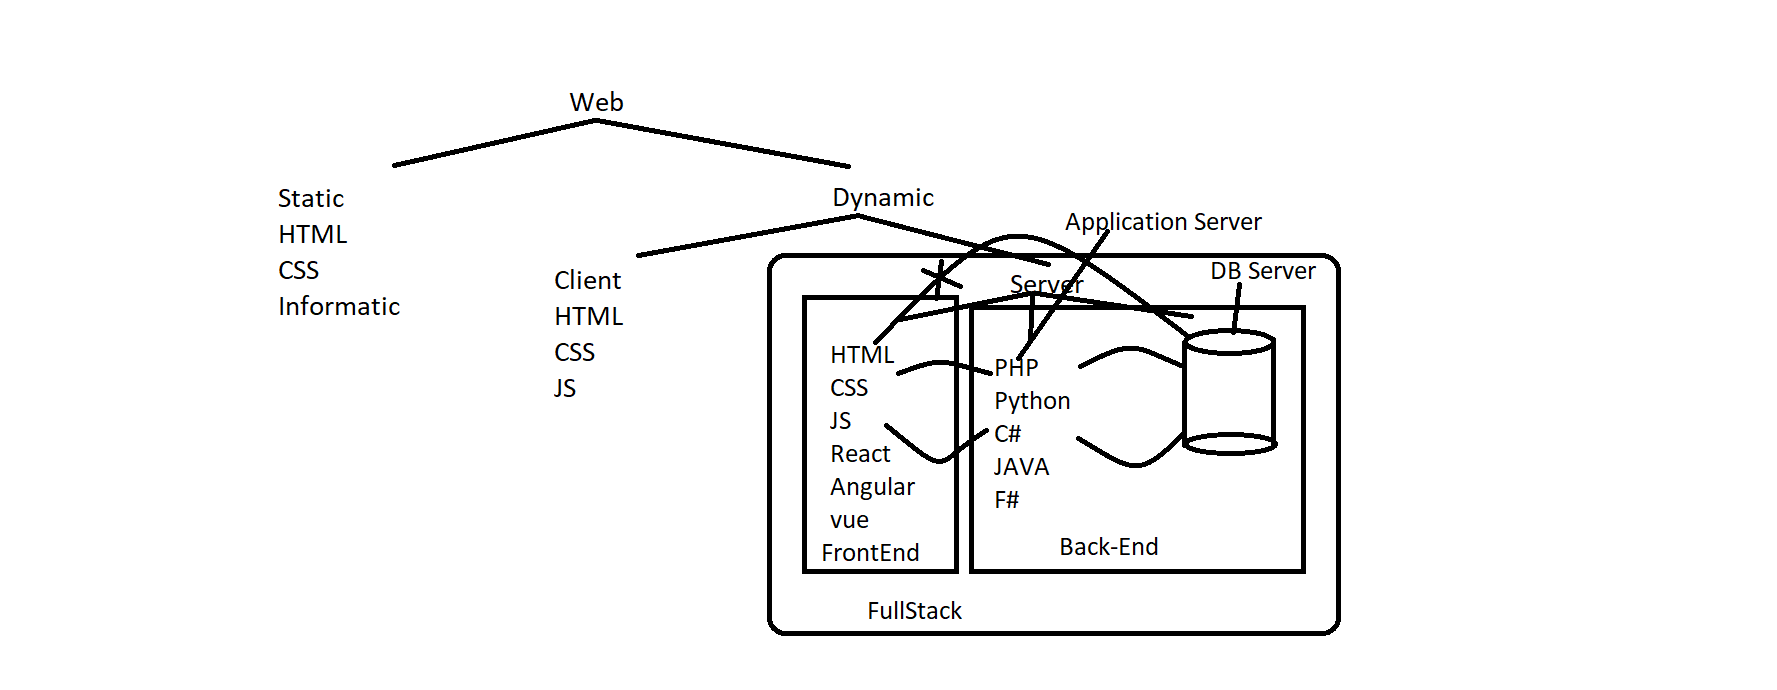 Web
Static
HTML
CSS
Informatic
Dynamic
Client
HTML
CSS
JS
Application Server
Server
DB Server
HTML
CSS
JS
React
Angular
vue
FrontEnd
PHP
Python
C#
JAVA
F#
Back-End
FullStack